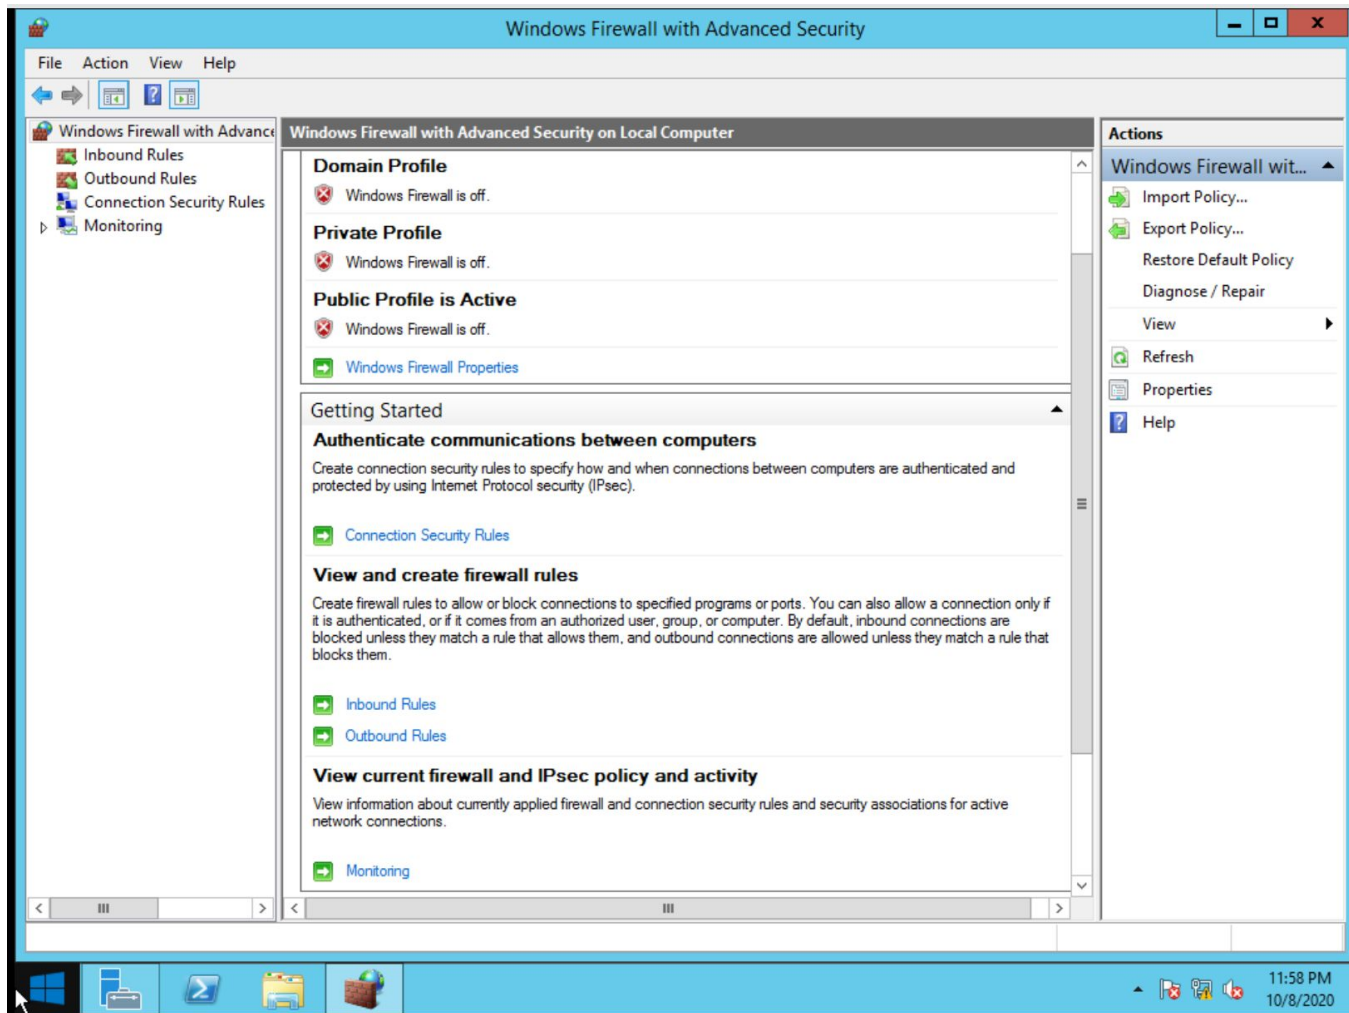 Windows Firewall with Advanced Security
File Action View Help
Windows Firewall with Advance
Inbound Rules
Outbound Rules
Connection Security Rules
Monitoring
Windows Firewall with Advanced Security on Local Computer
Domain Profile
Windows Firewall is off.
Private Profile
Windows Firewall is off.
Public Profile is Active
Windows Firewall is off.
Windows Firewall Properties
Getting Started
Authenticate communications between computers
Create connection security rules to specify how and when connections between computers are authenticated and
protected by using Internet Protocol security (IPsec).
Connection Security Rules
View and create firewall rules
Create firewall rules to allow or block connections to specified programs or ports. You can also allow a connection only if
it is authenticated, or if it comes from an authorized user, group, or computer. By default, inbound connections are
blocked unless they match a rule that allows them, and outbound connections are allowed unless they match a rule that
blocks them.
Inbound Rules
Outbound Rules
View current firewall and IPsec policy and activity
View information about currently applied firewall and connection security rules and security associations for active
network connections.
Monitoring
Actions
Windows Firewall wit...
Import Policy...
Export Policy...
Restore Default Policy
Diagnose / Repair
View
Refresh
Properties
Help
11:58 PM
10/8/2020